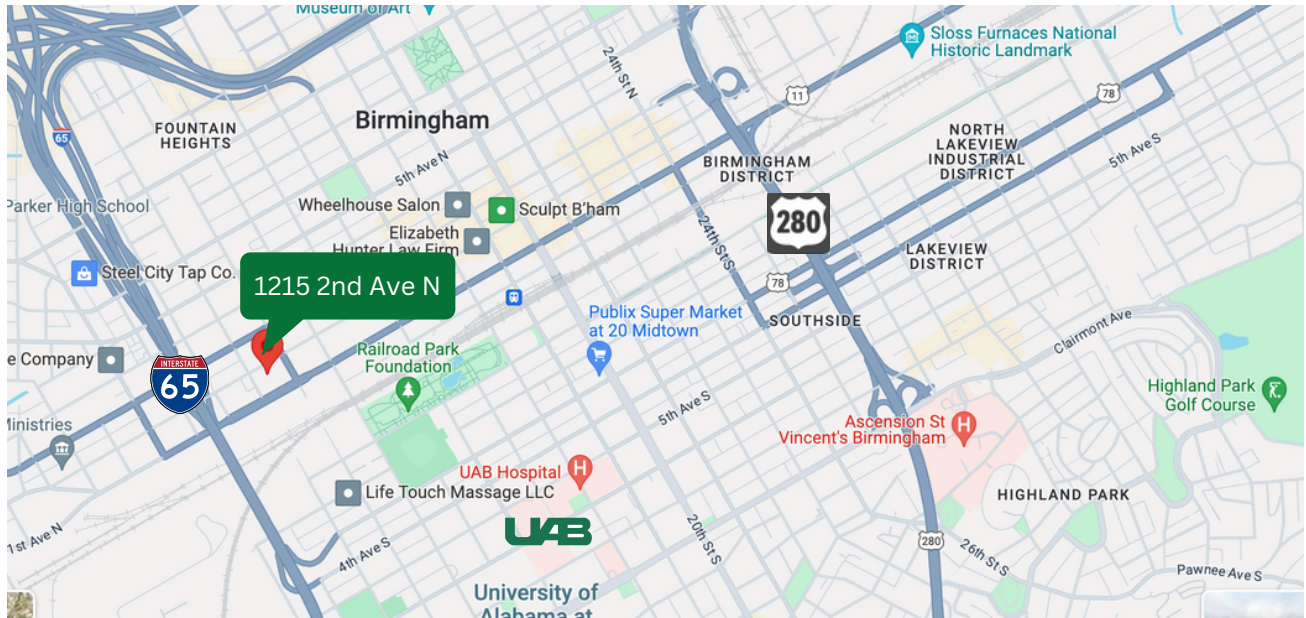 Museum of Art
Sloss Furnaces National
Historic Landmark
24th St N
11
78
Birmingham
FOUNTAIN
HEIGHTS
65
NORTH
LAKEVIEW
INDUSTRIAL
DISTRICT
5th Ave S
5th Ave N
BIRMINGHAM
DISTRICT
Parker High School
Wheelhouse Salon
Sculpt B'ham
280
Elizabeth
Hunter Law Firm
24th St S
LAKEVIEW
DISTRICT
Steel City Tap Co.
1215 2nd Ave N
78
Publix Super Market
at 20 Midtown
SOUTHSIDE
Clairmont Ave
e Company
INTERSTATE
65
Railroad Park
Foundation
Highland Park
Golf Course
5th Ave S
Ministries
Ascension St
Vincent's Birmingham
H
UAB Hospital
H
Life Touch Massage LLC
HIGHLAND PARK
UAB
1st Ave N
4th Ave S
20th St S
280
26th St S
Pawnee Ave S
University of
Alabama at